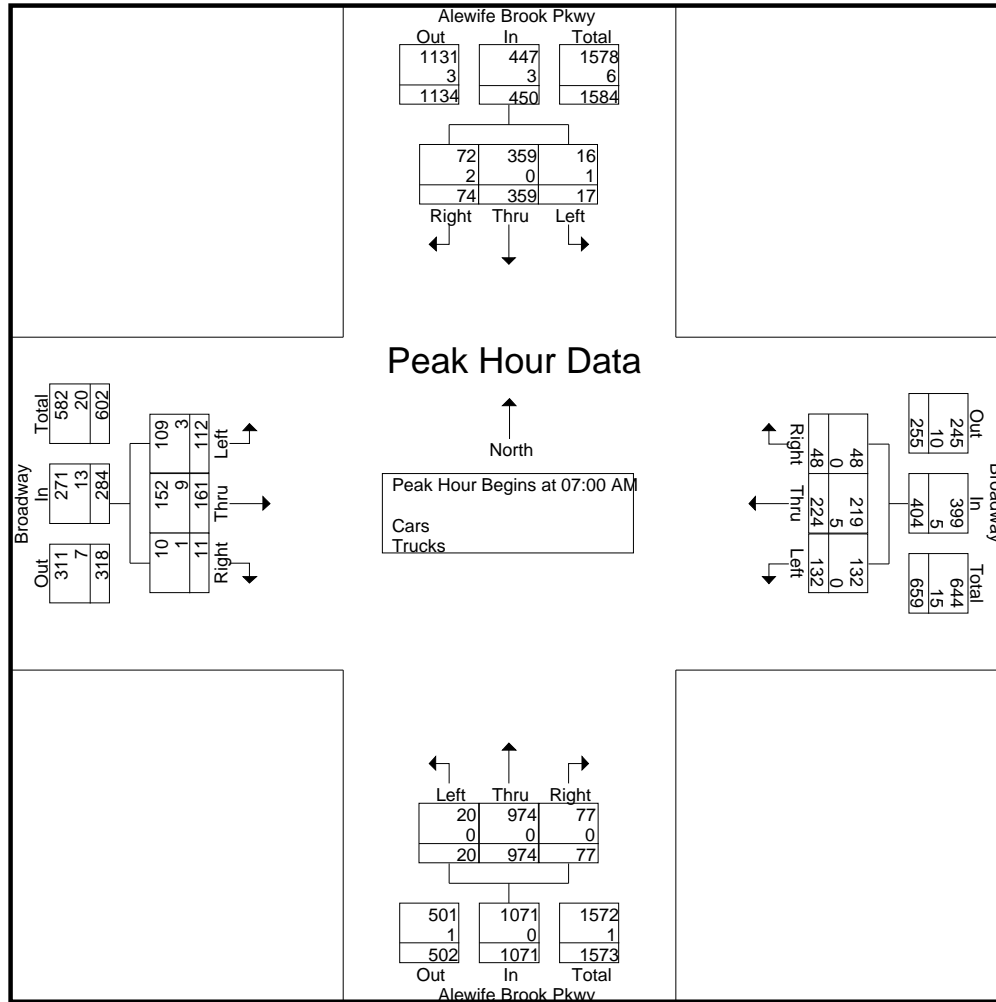 Alewife Brook Pkwy
Out In Total
1131 447 1578
3 3 6
1134 450 1584
72 359 16
2 0 1
74 359 17
Right Thru Left
Peak Hour Data
North
Peak Hour Begins at 07:00 AM
Cars
Trucks
Broadway
Total
582
20
602
In
271
13
284
Out
311
7
318
109
3
112
Left
152
9
161
Thru
10
1
11
Right
Right
48
0
48
Thru
219
5
224
Left
132
0
132
Out
245
10
255
In
399
5
404
Total
644
15
659
Broadway
Left Thru Right
20 974 77
0 0 0
20 974 77
501 1071 1572
1 0 1
502 1071 1573
Out In Total
Alewife Brook Pkwy